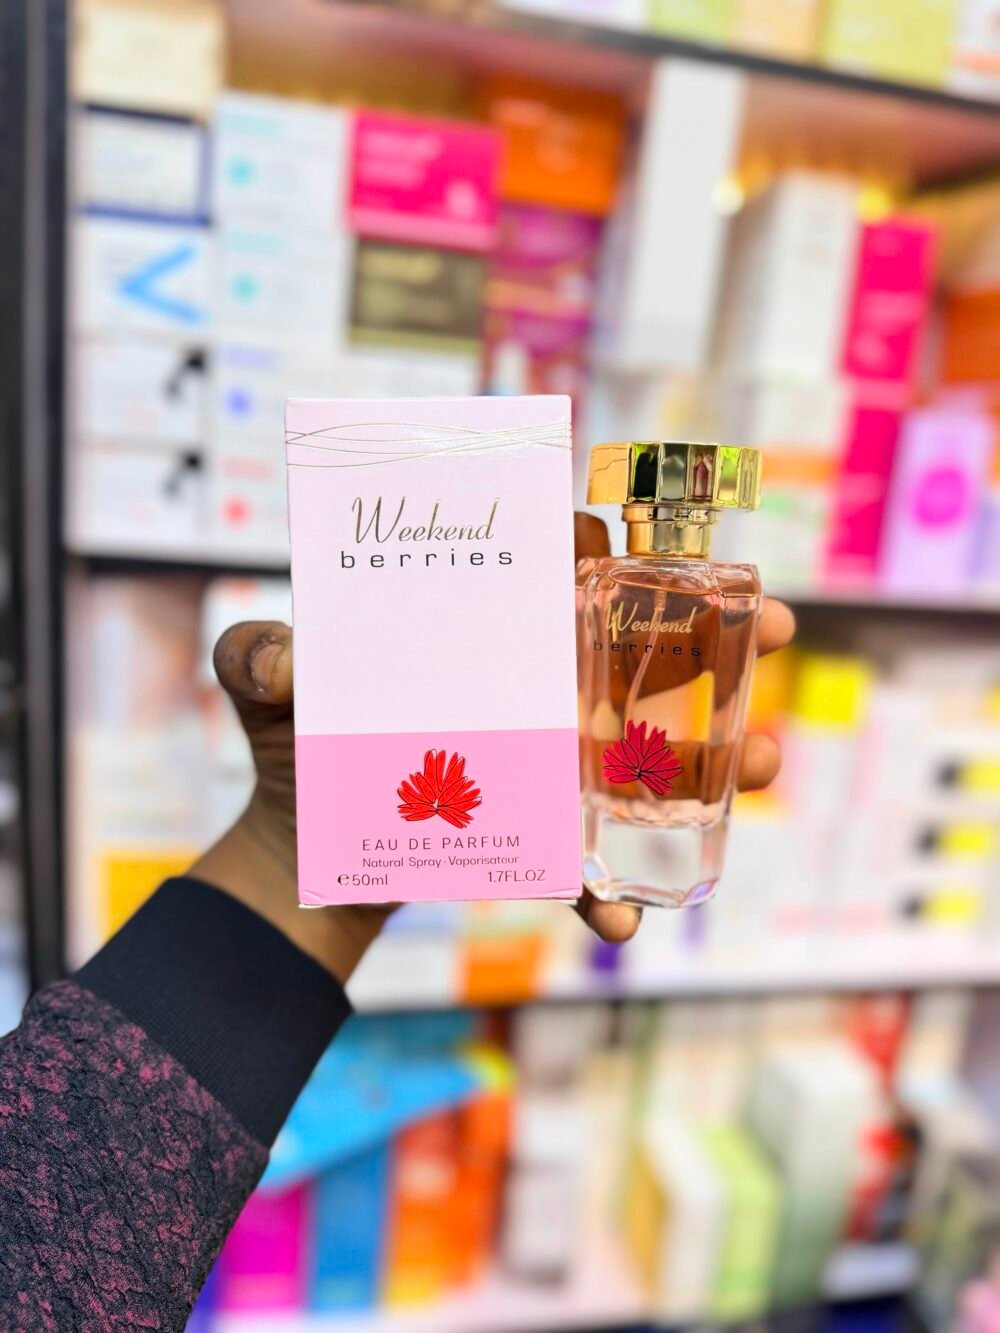 Weekend
berries
EAU DE PARFUM
Natural Spray · Vaporisateur
℮50ml 1.7FL.OZ
Weekend
berries